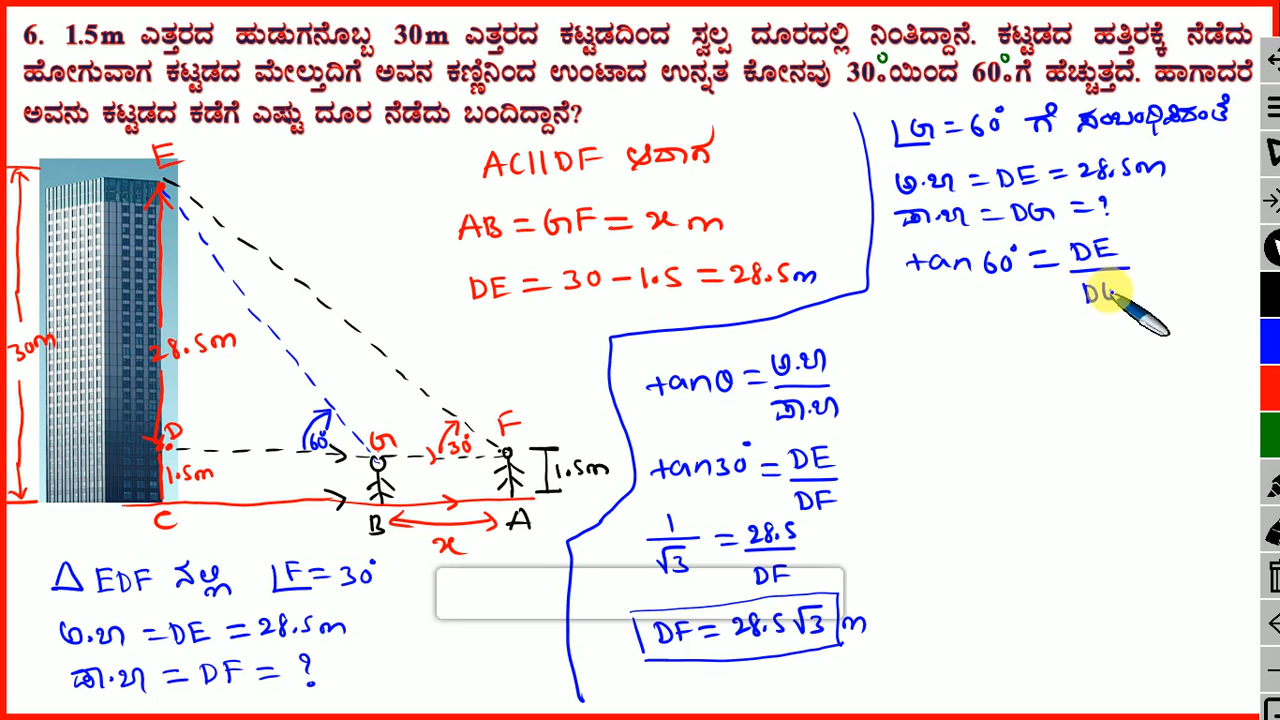 6. 1.5m ಎತ್ತರದ ಹುಡುಗನೊಬ್ಬ 30m ಎತ್ತರದ ಕಟ್ಟಡದಿಂದ ಸ್ವಲ್ಪ ದೂರದಲ್ಲಿ ನಿಂತಿದ್ದಾನೆ. ಕಟ್ಟಡದ ಹತ್ತಿರಕ್ಕೆ ನೆಡೆದು
ಹೋಗುವಾಗ ಕಟ್ಟಡದ ಮೇಲ್ತುದಿಗೆ ಅವನ ಕಣ್ಣಿನಿಂದ ಉಂಟಾದ ಉನ್ನತ ಕೋನವು 30°ಯಿಂದ 60°ಗೆ ಹೆಚ್ಚುತ್ತದೆ. ಹಾಗಾದರೆ
ಅವನು ಕಟ್ಟಡದ ಕಡೆಗೆ ಎಷ್ಟು ದೂರ ನೆಡೆದು ಬಂದಿದ್ದಾನೆ?
E
30m
28.5m
D
1.5m
C
60°
G
30°
F
1.5m
B
A
x
△ EDF ನಲ್ಲಿ ∠F = 30°
ಅ.ಬಾ = DE = 28.5m
ಪಾ.ಬಾ = DF = ?
AC||DF ಆದಾಗ
AB = GF = x m
DE = 30 - 1.5 = 28.5m
tanθ = ಅ.ಬಾ / ಪಾ.ಬಾ
tan30° = DE / DF
1 / √3 = 28.5 / DF
DF = 28.5√3 m
∠G = 60° ಗೆ ಸಂಬಂಧಿಸಿದಂತೆ
ಅ.ಬಾ = DE = 28.5m
ಪಾ.ಬಾ = DG = ?
tan 60° = DE / DG